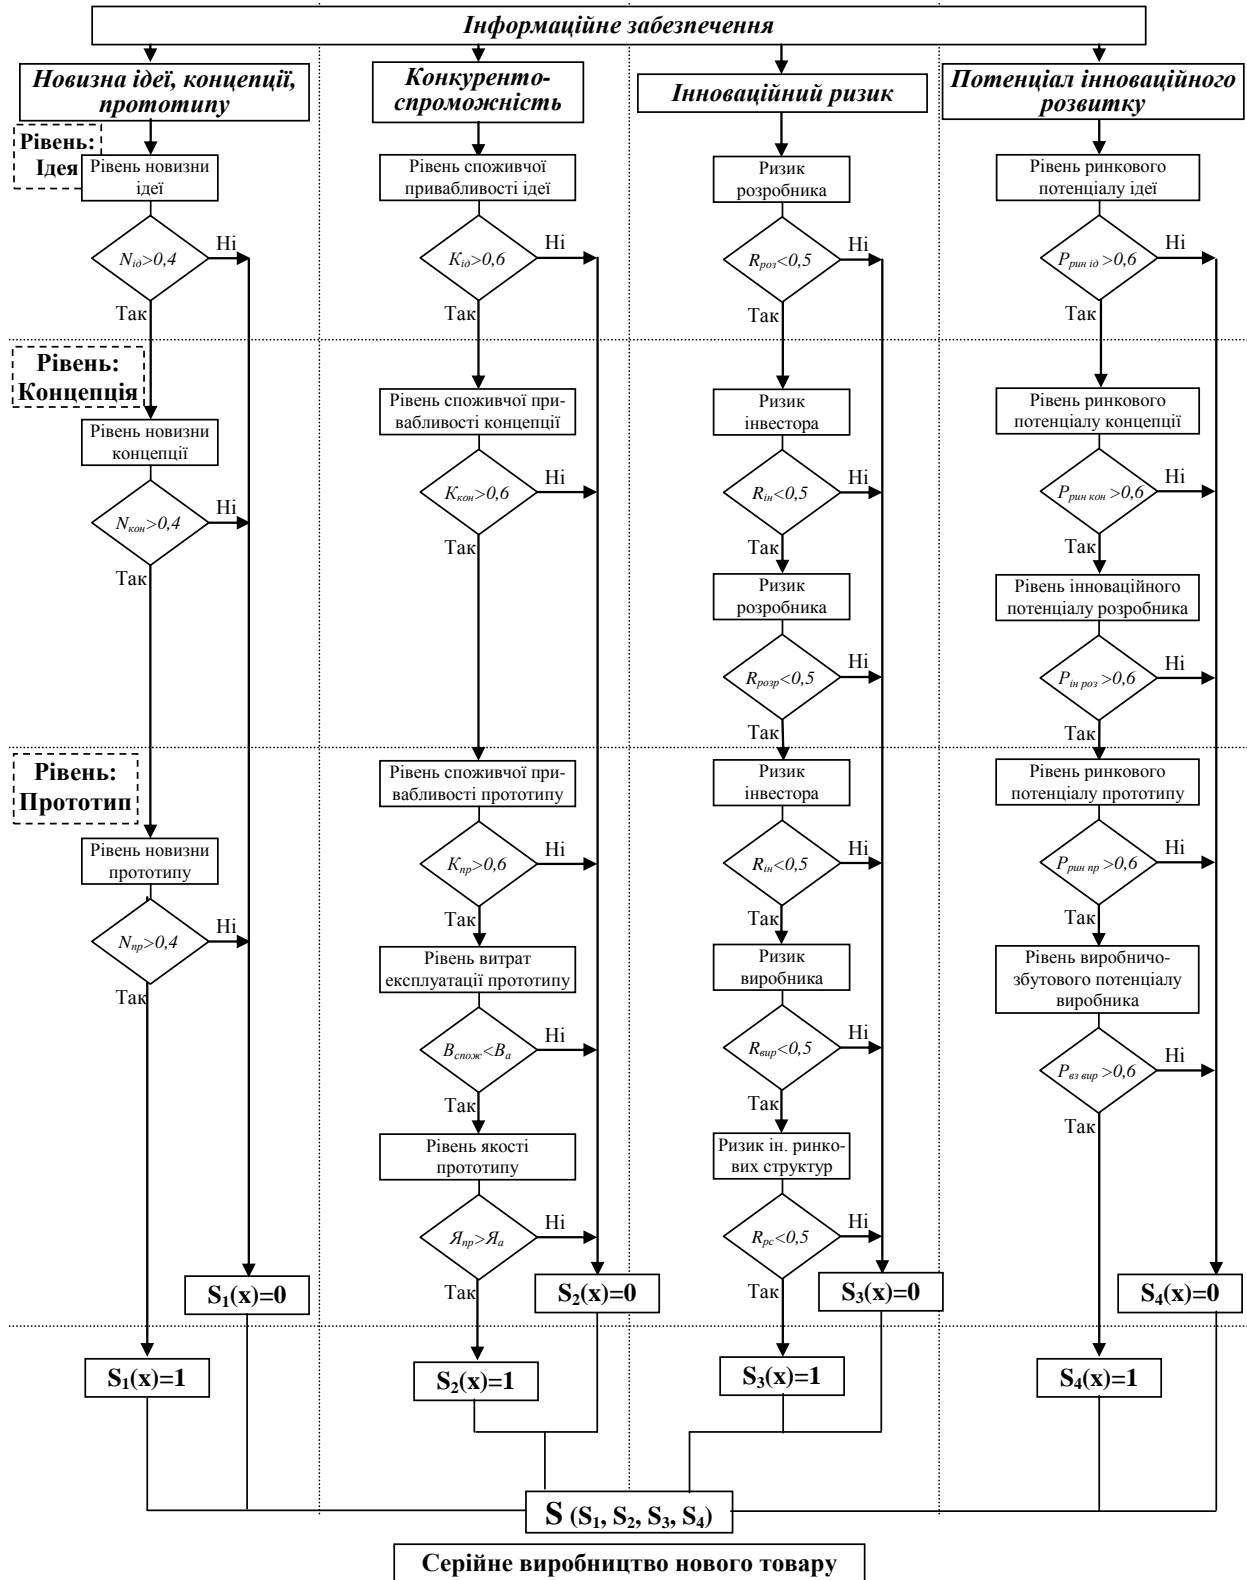 Інформаційне забезпечення
Новизна ідеї, концепції,
прототипу
Конкуренто-
спроможність
Інноваційний ризик
Потенціал інноваційного
розвитку
Рівень:
Ідея
Рівень новизни
ідеї
Рівень споживчої
привабливості ідеї
Ризик
розробника
Рівень ринкового
потенціалу ідеї
Nід>0,4
Ні
Так
Kід>0,6
Ні
Так
Rроз<0,5
Ні
Так
Pрин ід >0,6
Ні
Так
Рівень:
Концепція
Рівень новизни
концепції
Nкон>0,4
Ні
Так
Рівень споживчої при-
вабливості концепції
Kкон>0,6
Ні
Так
Ризик
інвестора
Rін<0,5
Ні
Так
Ризик
розробника
Rрозр<0,5
Ні
Так
Рівень ринкового
потенціалу концепції
Pрин кон>0,6
Ні
Так
Рівень інноваційного
потенціалу розробника
Pін роз >0,6
Ні
Так
Рівень:
Прототип
Рівень новизни
прототипу
Nпр>0,4
Ні
Так
Рівень споживчої при-
вабливості прототипу
Kпр>0,6
Ні
Так
Рівень витрат
експлуатації прототипу
Вспож<Ва
Ні
Так
Рівень якості
прототипу
Япр>Яа
Ні
Так
Ризик
інвестора
Rін<0,5
Ні
Так
Ризик
виробника
Rвир<0,5
Ні
Так
Ризик ін. ринко-
вих структур
Rрс<0,5
Ні
Так
Рівень ринкового
потенціалу прототипу
Pрин пр>0,6
Ні
Так
Рівень виробничо-
збутового потенціалу
виробника
Pвз вир>0,6
Ні
Так
S1(x)=0
S2(x)=0
S3(x)=0
S4(x)=0
S1(x)=1
S2(x)=1
S3(x)=1
S4(x)=1
S (S1, S2, S3, S4)
Серійне виробництво нового товару